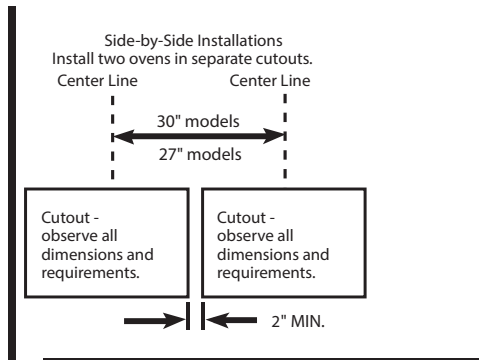 Side-by-Side Installations
Install two ovens in separate cutouts.
Center Line
Center Line
30" models
27" models
Cutout -
observe all
dimensions and
requirements.
Cutout -
observe all
dimensions and
requirements.
2" MIN.